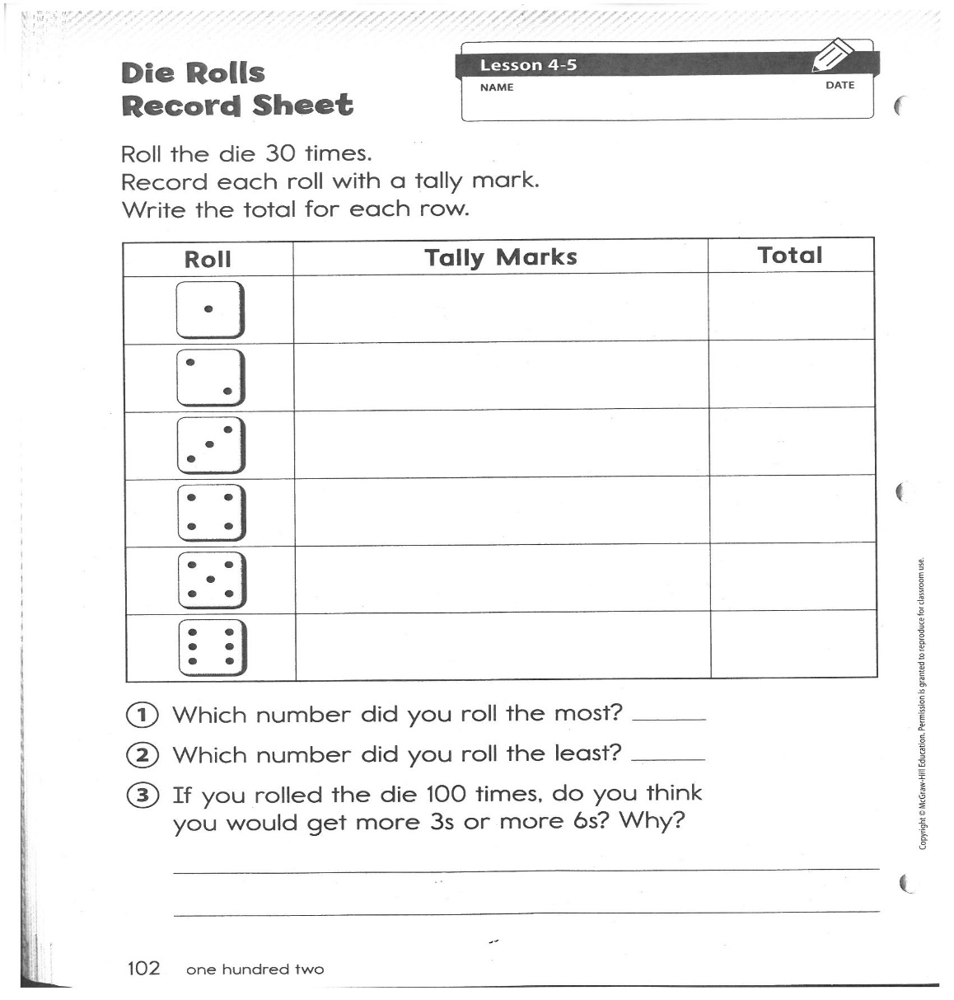 Die Rolls
Record Sheet
Lesson 4-5
NAME
DATE
Roll the die 30 times.
Record each roll with a tally mark.
Write the total for each row.
Roll Tally Marks Total
1 Which number did you roll the most?
2 Which number did you roll the least?
3 If you rolled the die 100 times, do you think
you would get more 3s or more 6s? Why?
102 one hundred two
Copyright © McGraw-Hill Education. Permission is granted to reproduce for classroom use.